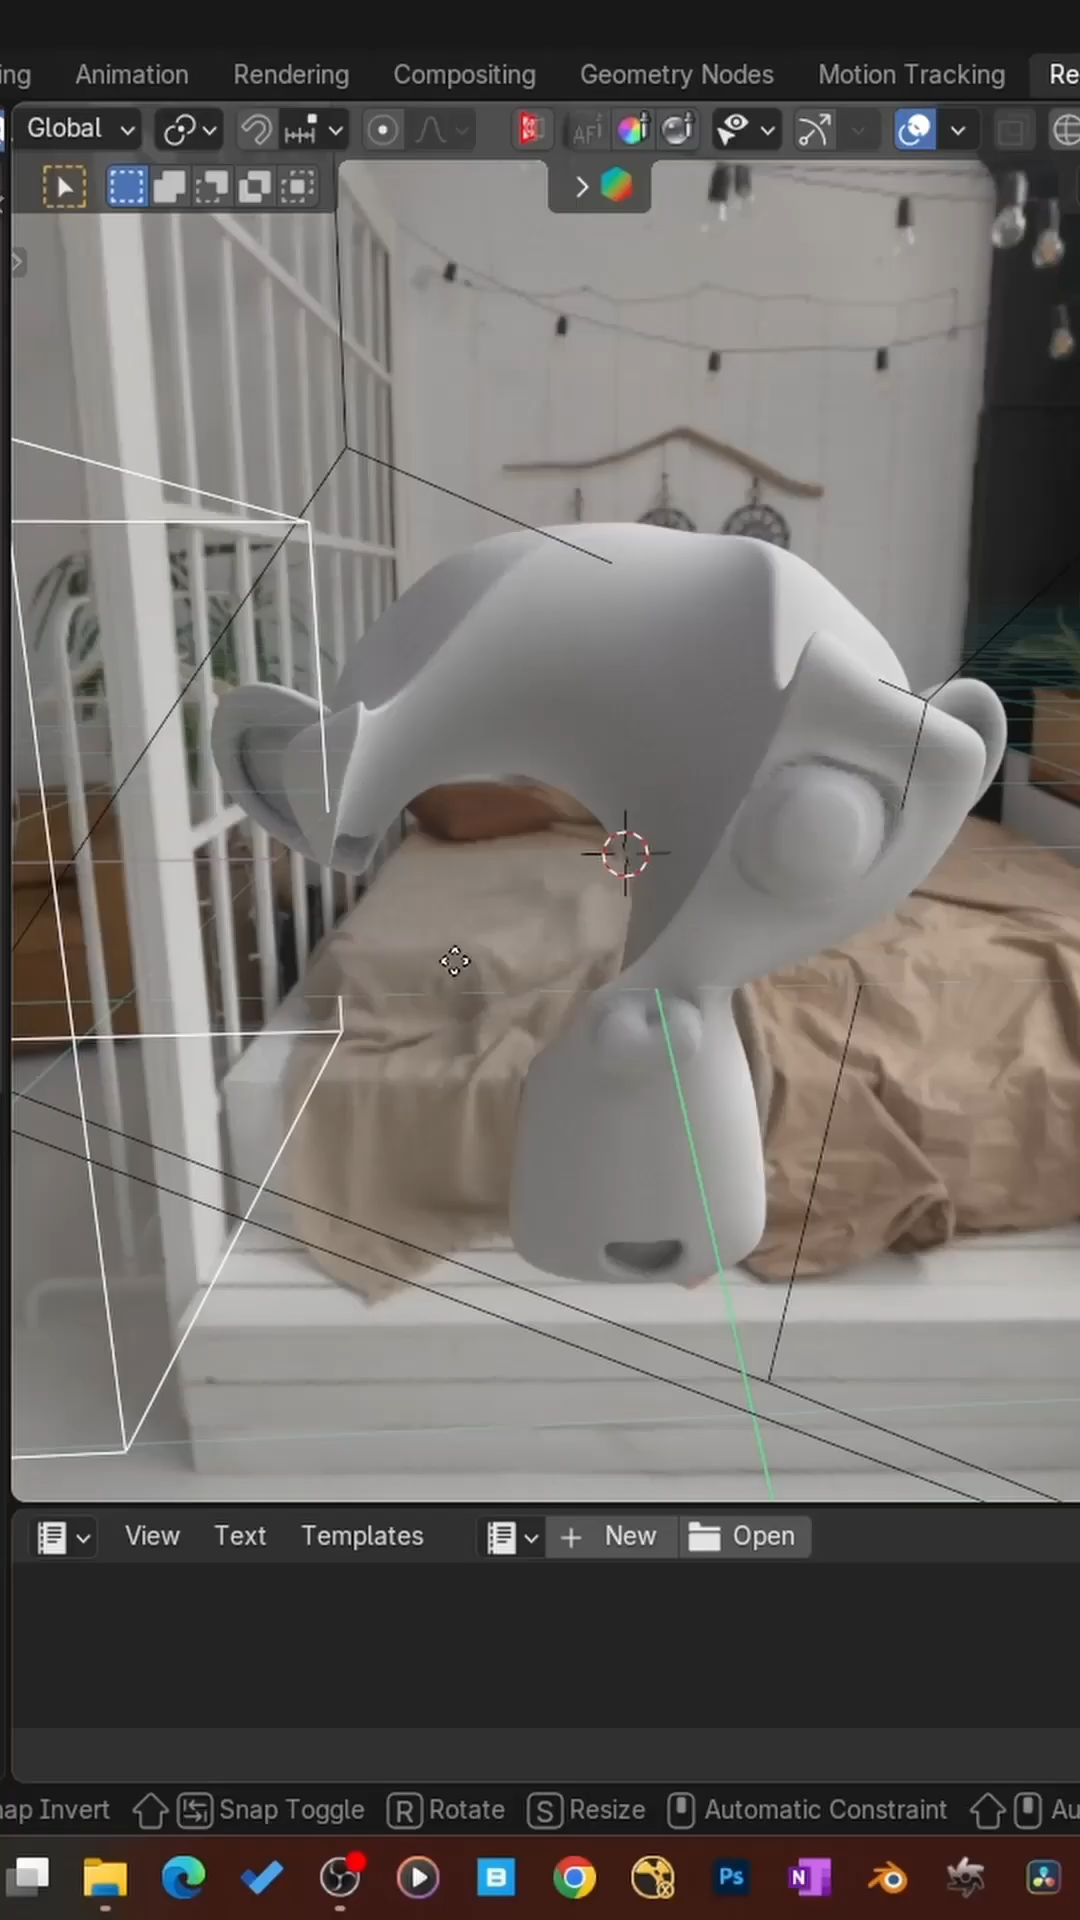 ing Animation Rendering Compositing Geometry Nodes Motion Tracking Re
Global
View Text Templates New Open
nap Invert Snap Toggle R Rotate S Resize Automatic Constraint Au
B Ps N